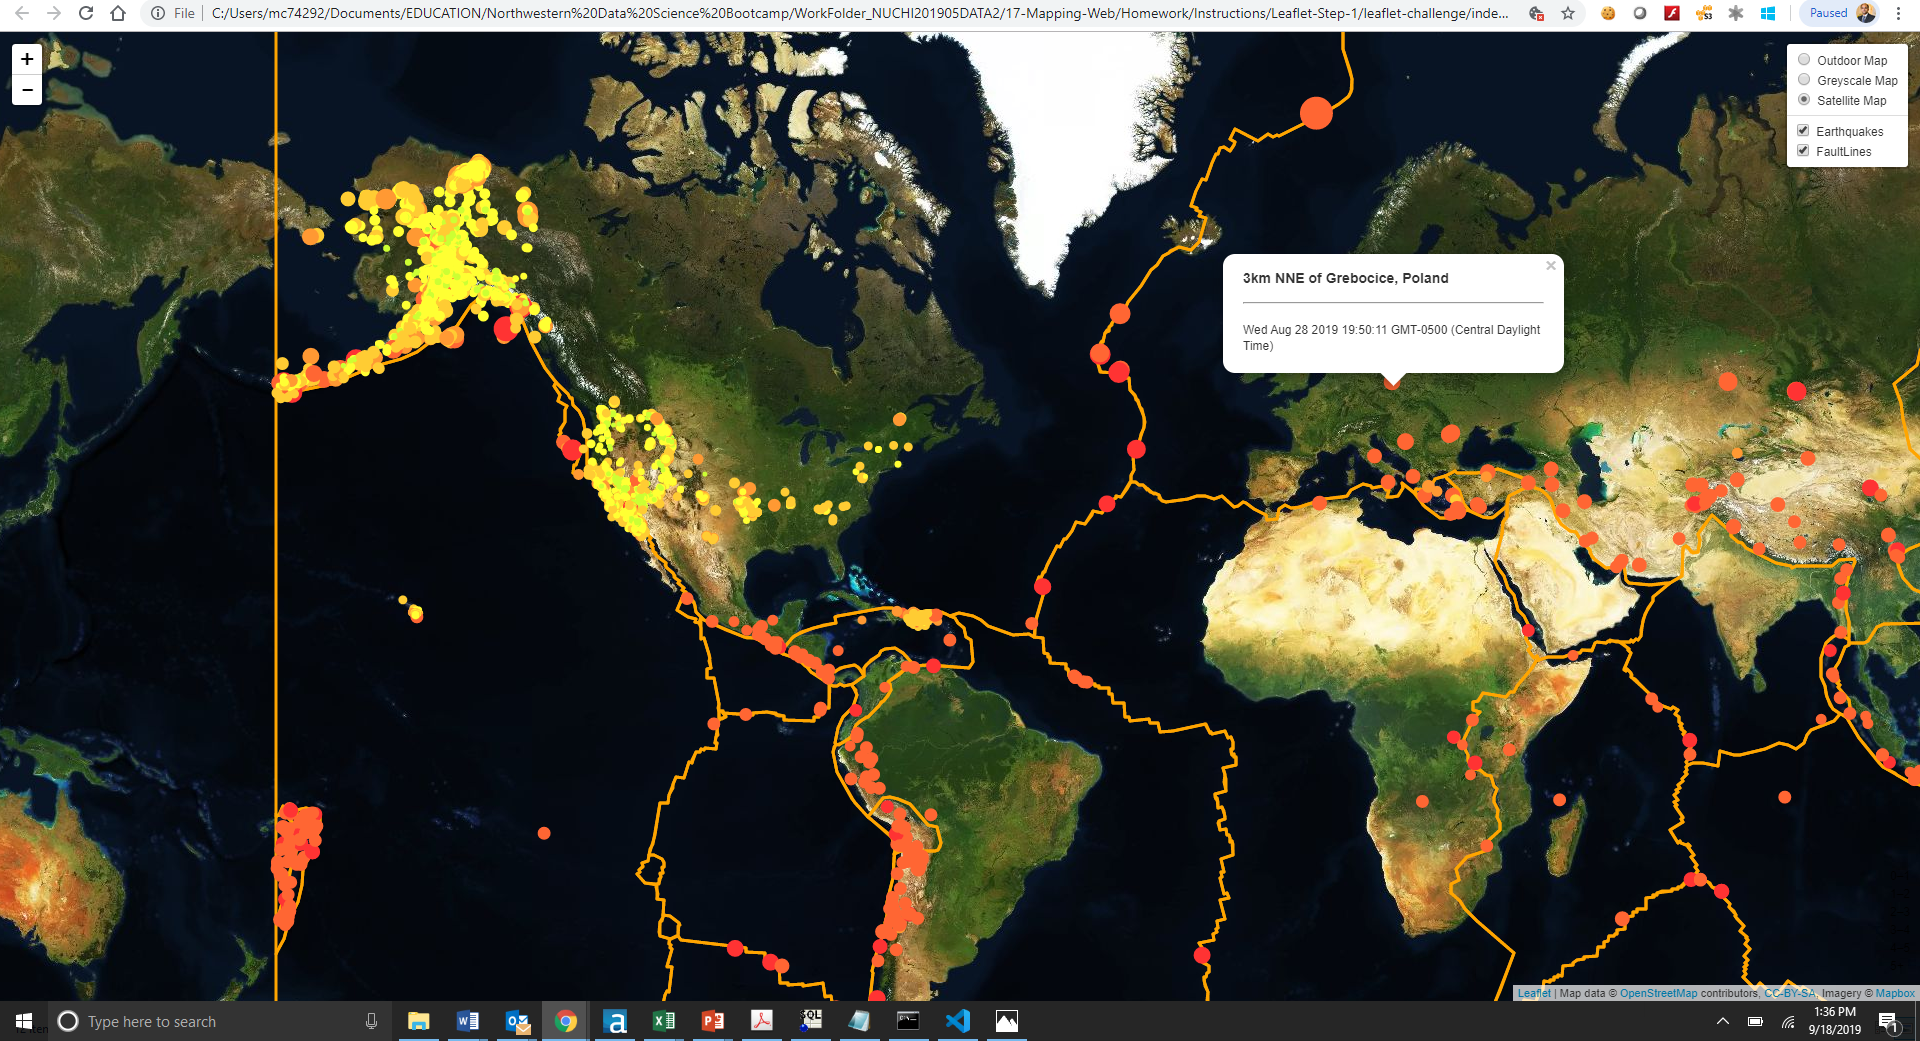 File
C:/Users/mc74292/Documents/EDUCATION/Northwestern%20Data%20Science%20Bootcamp/WorkFolder_NUCHI201905DATA2/17-Mapping-Web/Homework/Instructions/Leaflet-Step-1/leaflet-challenge/inde...
S3
Paused
+
−
Outdoor Map
Greyscale Map
Satellite Map
Earthquakes
FaultLines
3km NNE of Grebocice, Poland
×
Wed Aug 28 2019 19:50:11 GMT-0500 (Central Daylight
Time)
Leaflet | Map data © OpenStreetMap contributors, CC-BY-SA, Imagery © Mapbox
Type here to search
SQL
1:36 PM
9/18/2019
1